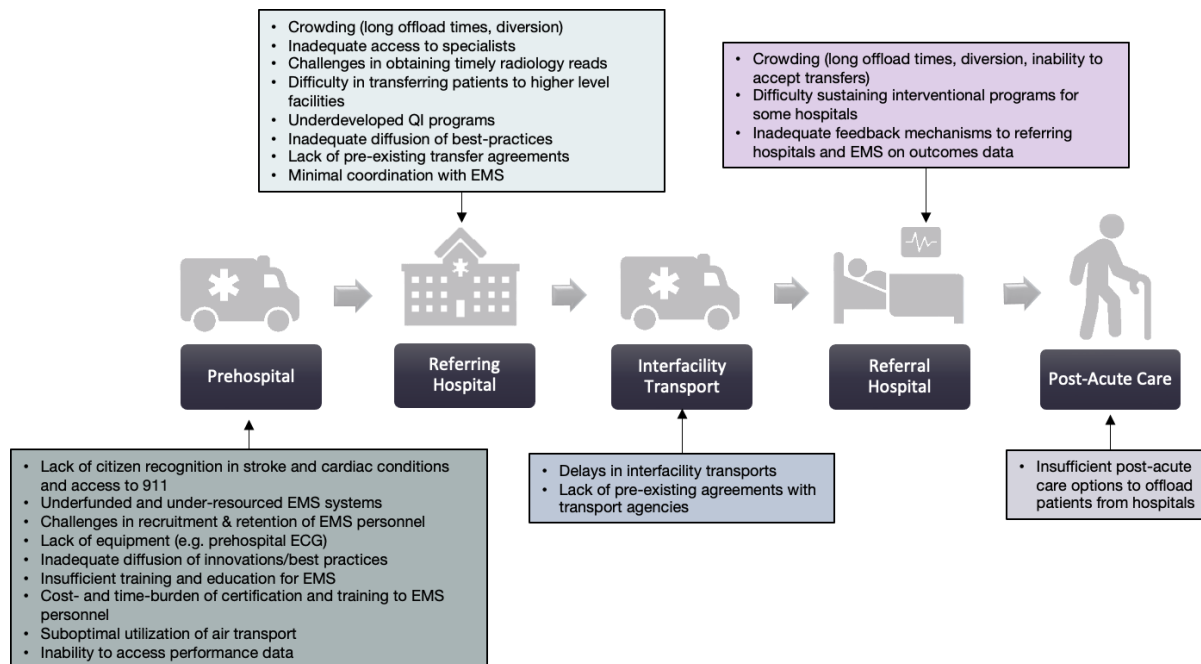 • Crowding (long offload times, diversion)
• Inadequate access to specialists
• Challenges in obtaining timely radiology reads
• Difficulty in transferring patients to higher level
facilities
• Underdeveloped QI programs
• Inadequate diffusion of best-practices
• Lack of pre-existing transfer agreements
• Minimal coordination with EMS
• Crowding (long offload times, diversion, inability to
accept transfers)
• Difficulty sustaining interventional programs for
some hospitals
• Inadequate feedback mechanisms to referring
hospitals and EMS on outcomes data
Prehospital
Referring
Hospital
Interfacility
Transport
Referral
Hospital
Post-Acute Care
• Lack of citizen recognition in stroke and cardiac conditions
and access to 911
• Underfunded and under-resourced EMS systems
• Challenges in recruitment & retention of EMS personnel
• Lack of equipment (e.g. prehospital ECG)
• Inadequate diffusion of innovations/best practices
• Insufficient training and education for EMS
• Cost- and time-burden of certification and training to EMS
personnel
• Suboptimal utilization of air transport
• Inability to access performance data
• Delays in interfacility transports
• Lack of pre-existing agreements with
transport agencies
• Insufficient post-acute
care options to offload
patients from hospitals